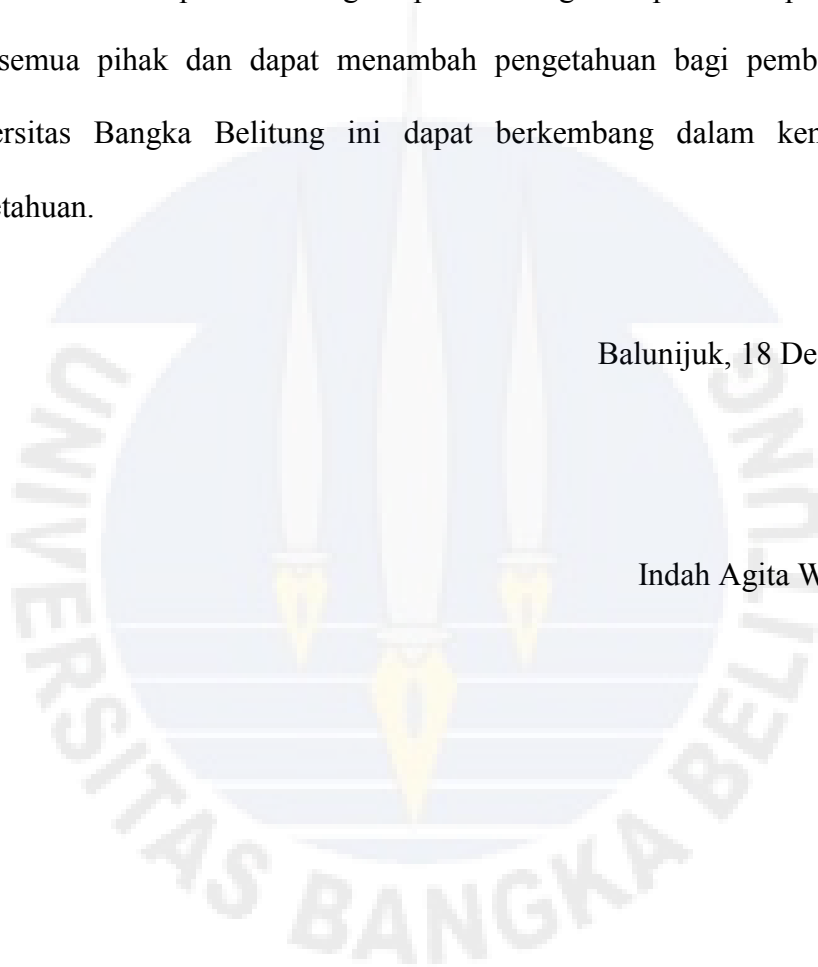 semua pihak dan dapat menambah pengetahuan bagi pemb
ersitas Bangka Belitung ini dapat berkembang dalam ken
etahuan.
Balunijuk, 18 De
Indah Agita W
UNIVERSITAS BANGKA BELITUNG